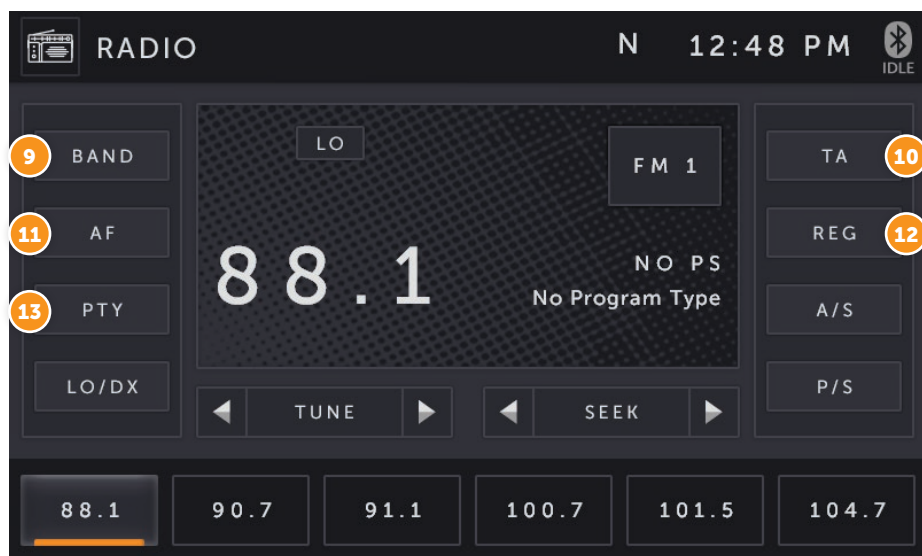 RADIO N 12:48 PM
IDLE
9 BAND
LO
FM 1
TA 10
11 AF
REG 12
88.1
NO PS
No Program Type
13 PTY
A/S
LO/DX
P/S
TUNE SEEK
88.1 90.7 91.1 100.7 101.5 104.7